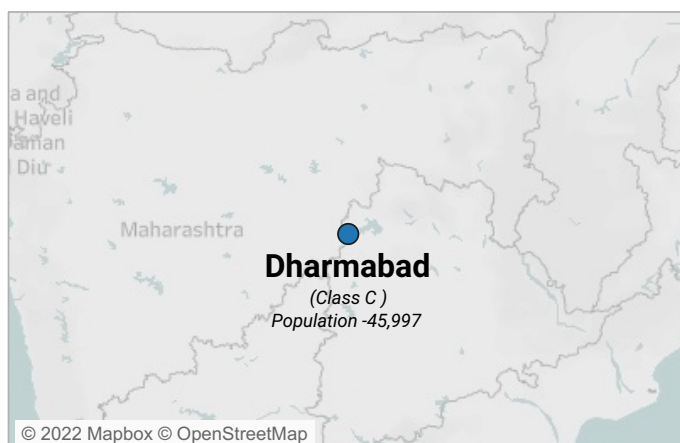 a and
Haveli
Daman
l Diu
Maharashtra
Dharmabad
(Class C )
Population -45,997
© 2022 Mapbox © OpenStreetMap